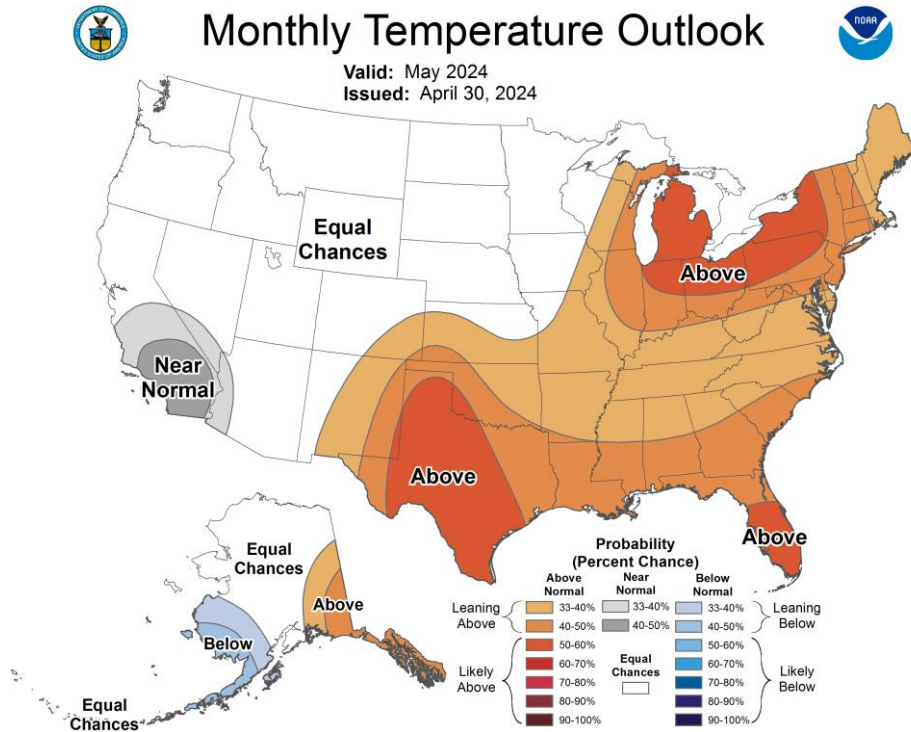 Monthly Temperature Outlook
NOAA
Valid: May 2024
Issued: April 30, 2024
Equal
Chances
Above
Near
Normal
Above
Above
Equal
Chances
Above
Below
Equal
Chances
Probability
(Percent Chance)
Above
Normal
Near
Normal
Below
Normal
Leaning
Above
33-40%
33-40%
33-40%
Leaning
Below
40-50%
40-50%
40-50%
Likely
Above
50-60%
50-60%
Likely
Below
60-70%
60-70%
70-80%
70-80%
80-90%
80-90%
90-100%
90-100%
Equal
Chances